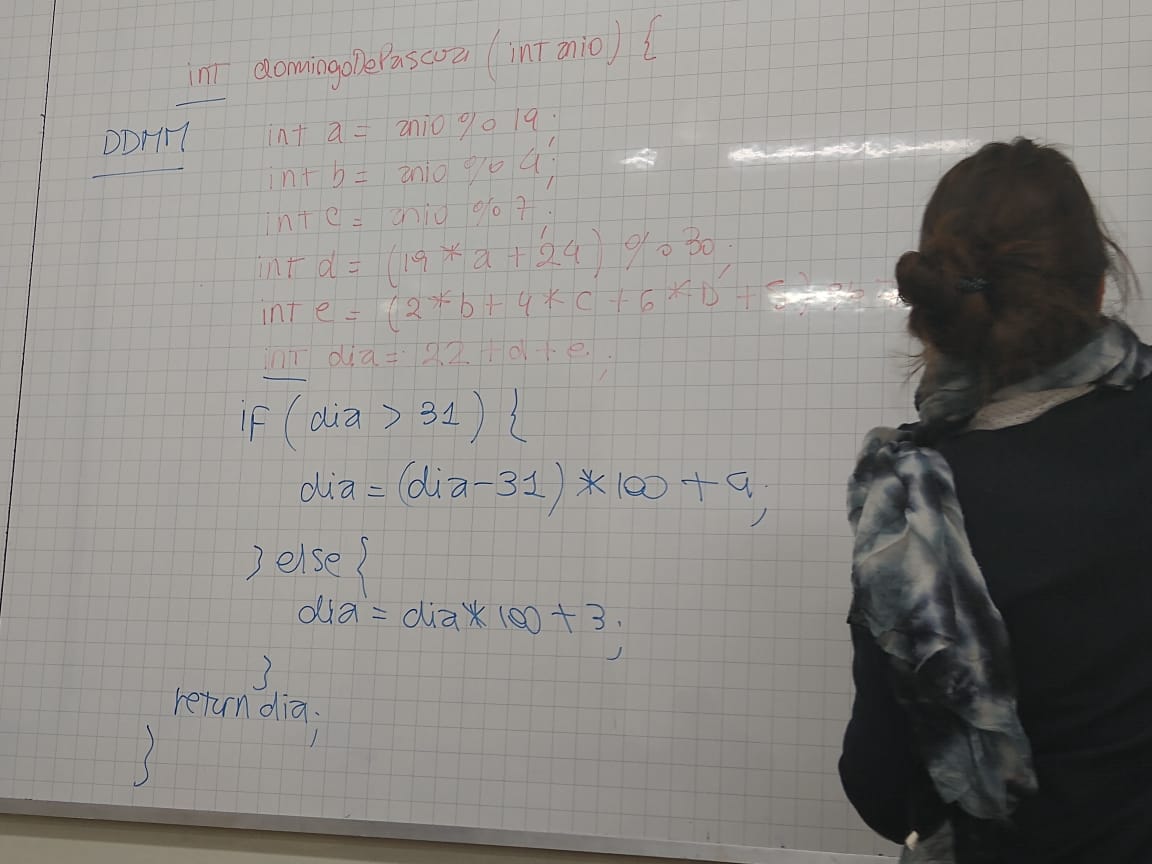 int domingoDePascua (int anio) {
DDMM
int a = anio % 19;
int b = anio % 4;
int c = anio % 7;
int d = (19 * a + 24) % 30;
int e = (2 * b + 4 * c + 6 * D + 5) %
int dia = 22 + d + e;
if (dia > 31) {
dia = (dia-31) * 100 + 4;
} else {
dia = dia * 100 + 3;
}
return dia;
}